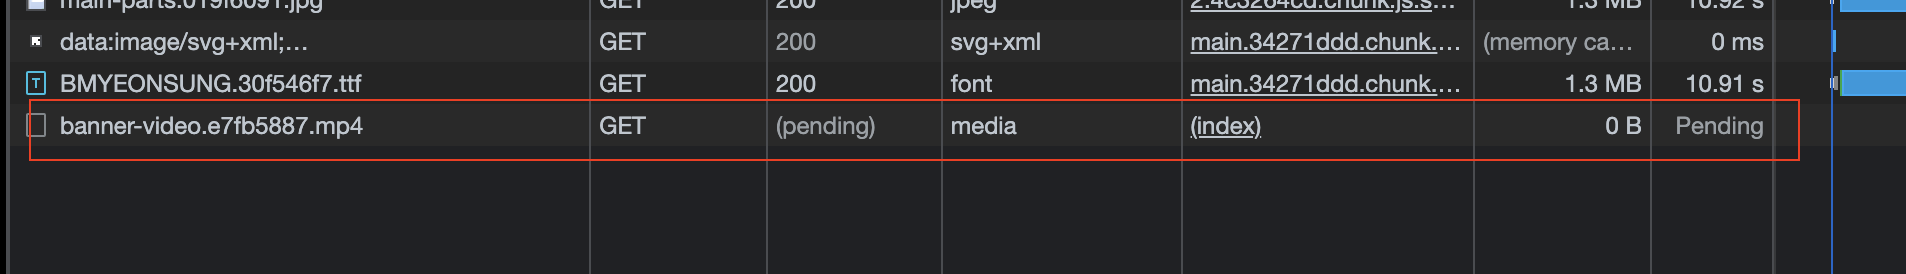 main-parts.019f6091.jpg GET 200 jpeg 2.4c3264cd.chunk.js.s... 1.3 MB 10.92 s
data:image/svg+xml;... GET 200 svg+xml main.34271ddd.chunk.... (memory ca... 0 ms
T BMYEONSUNG.30f546f7.ttf GET 200 font main.34271ddd.chunk.... 1.3 MB 10.91 s
banner-video.e7fb5887.mp4 GET (pending) media (index) 0 B Pending